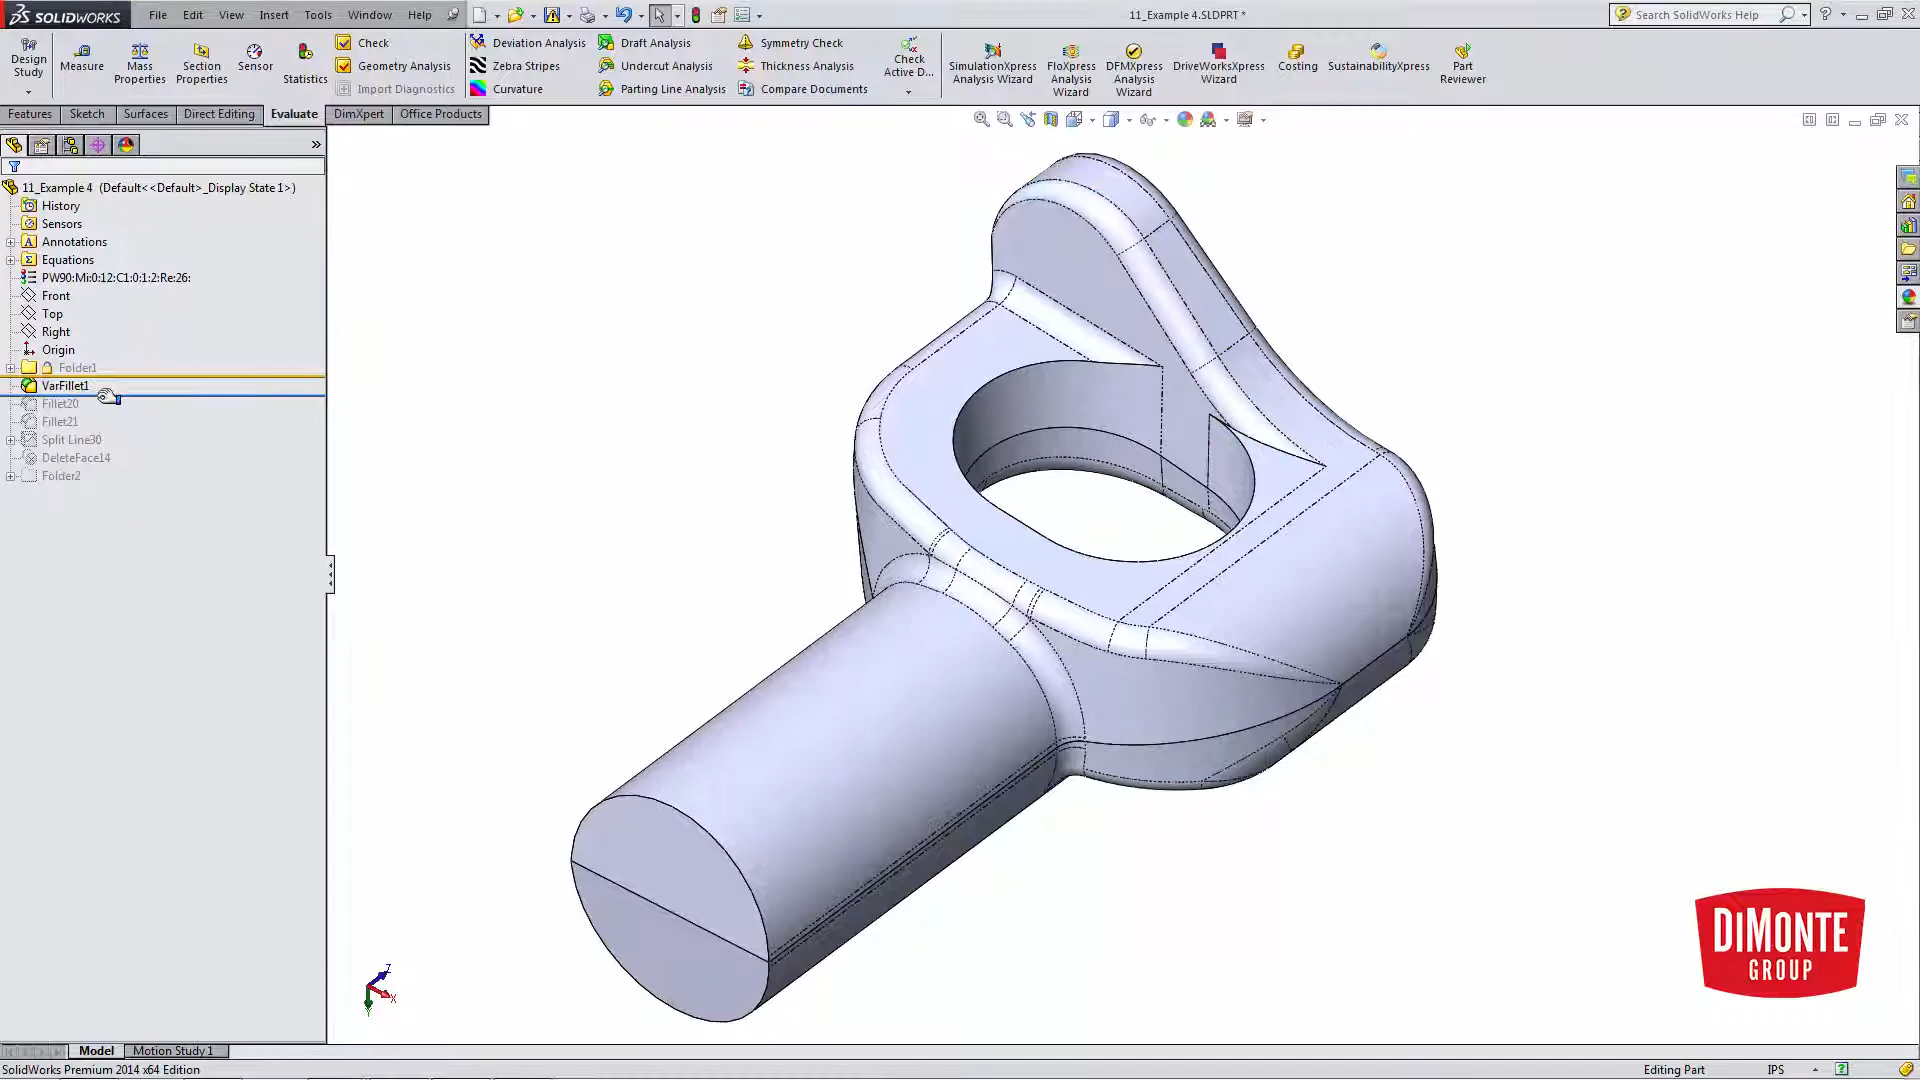 SOLIDWORKS File Edit View Insert Tools Window Help 11_Example 4.SLDPRT * Search SolidWorks Help
Design Study
Measure
Mass Properties
Section Properties
Sensor
Statistics
Check
Geometry Analysis
Import Diagnostics
Deviation Analysis
Zebra Stripes
Curvature
Draft Analysis
Undercut Analysis
Parting Line Analysis
Symmetry Check
Thickness Analysis
Compare Documents
Check Active D...
SimulationXpress Analysis Wizard
FloXpress Analysis Wizard
DFMXpress Analysis Wizard
DriveWorksXpress Wizard
Costing
SustainabilityXpress
Part Reviewer
Features Sketch Surfaces Direct Editing Evaluate DimXpert Office Products
11_Example 4 (Default<<Default>_Display State 1>)
History
Sensors
Annotations
Equations
PW90:Mi:0:12:C1:0:1:2:Re:26:
Front
Top
Right
Origin
Folder1
VarFillet1
Fillet20
Fillet21
Split Line30
DeleteFace14
Folder2
Z
X
Y
DIMONTE
GROUP
Model Motion Study 1
SolidWorks Premium 2014 x64 Edition Editing Part IPS